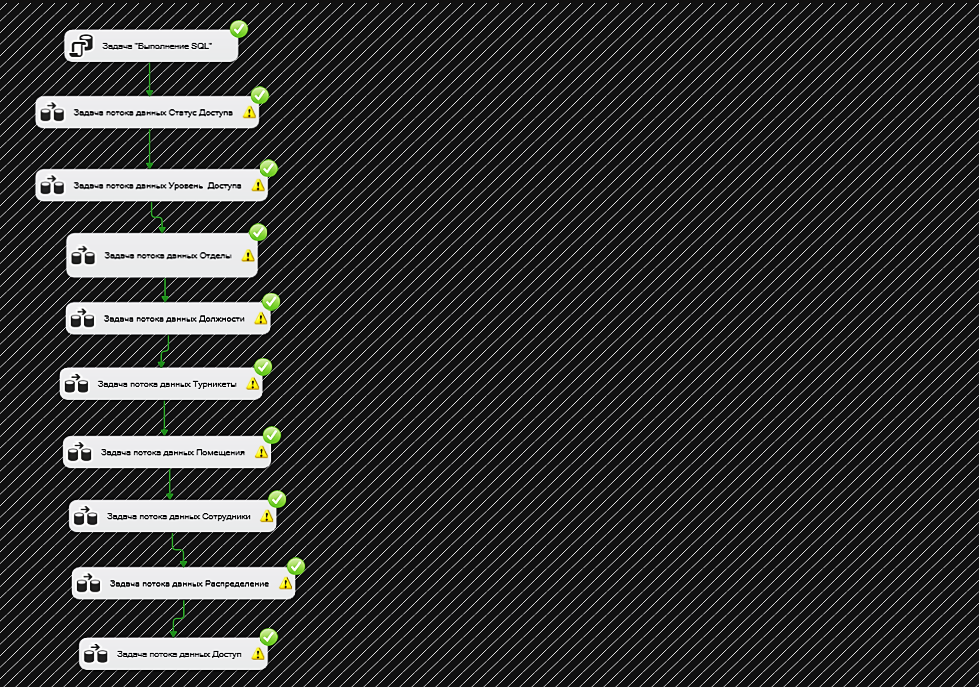 Задача "Выполнение SQL"
Задача потока данных Статус Доступа
Задача потока данных Уровень Доступа
Задача потока данных Отделы
Задача потока данных Должности
Задача потока данных Турникеты
Задача потока данных Помещения
Задача потока данных Сотрудники
Задача потока данных Распределение
Задача потока данных Доступ